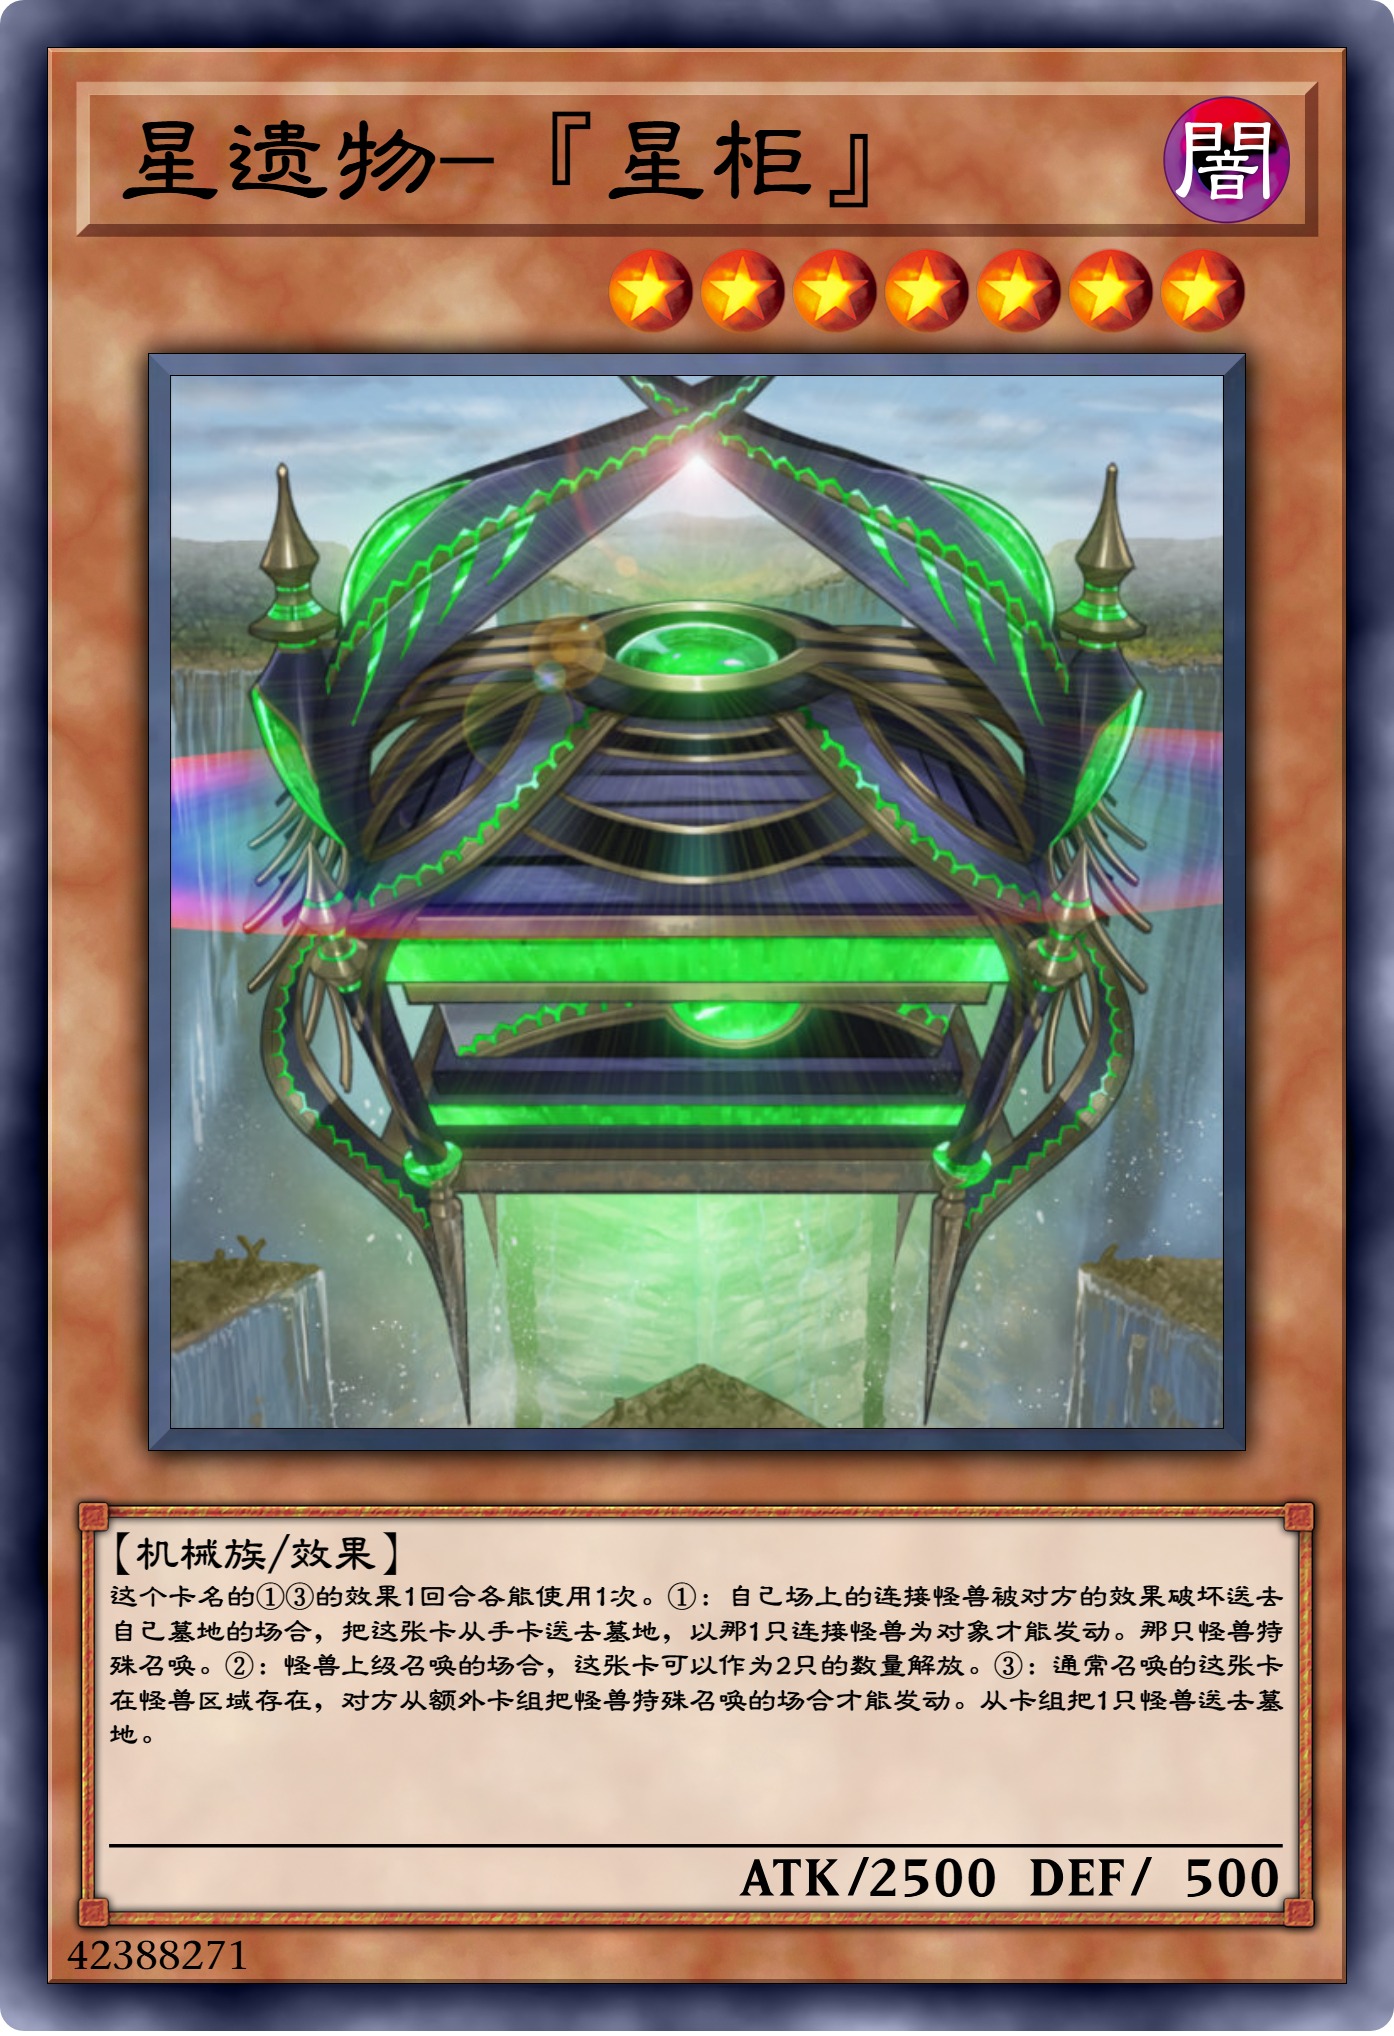 星遗物-『星柜』
闇
【机械族/效果】
这个卡名的①③的效果1回合各能使用1次。①：自己场上的连接怪兽被对方的效果破坏送去
自己墓地的场合，把这张卡从手卡送去墓地，以那1只连接怪兽为对象才能发动。那只怪兽特
殊召唤。②：怪兽上级召唤的场合，这张卡可以作为2只的数量解放。③：通常召唤的这张卡
在怪兽区域存在，对方从额外卡组把怪兽特殊召唤的场合才能发动。从卡组把1只怪兽送去墓
地。
ATK/2500 DEF/ 500
42388271